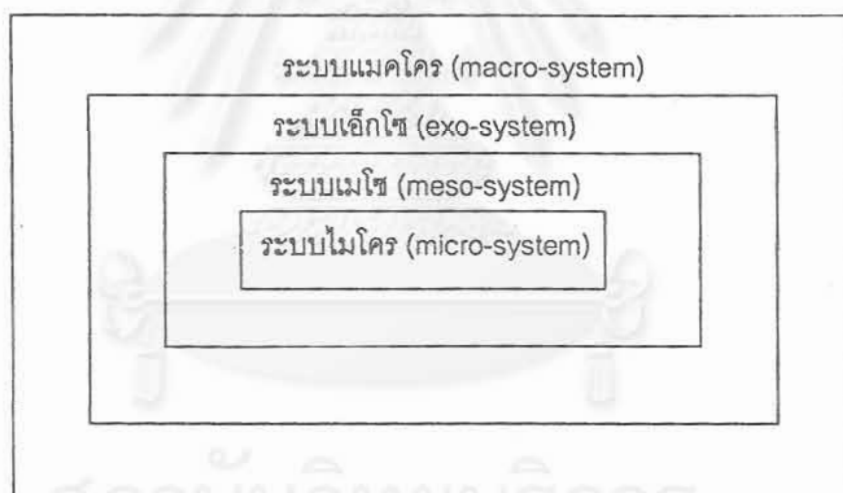 ระบบแมคโคร (macro-system)
ระบบเอ็กโซ (exo-system)
ระบบเมโซ (meso-system)
ระบบไมโคร (micro-system)